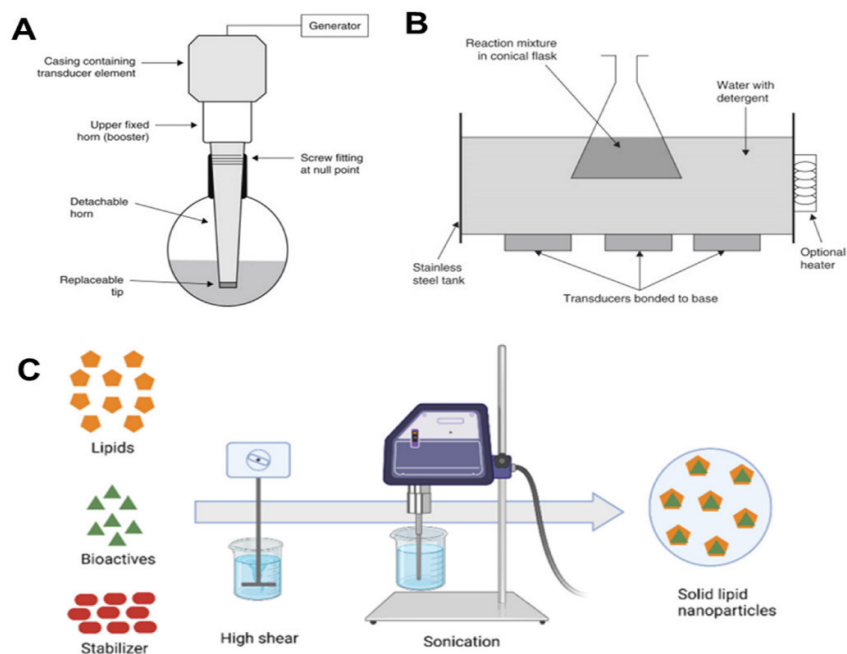 A
Generator
Casing containing
transducer element
Upper fixed
horn (booster)
Screw fitting
at null point
Detachable
horn
Replaceable
tip
B
Reaction mixture
in conical flask
Water with
detergent
Stainless
steel tank
Transducers bonded to base
Optional
heater
C
Lipids
Bioactives
Stabilizer
High shear
Sonication
Solid lipid
nanoparticles